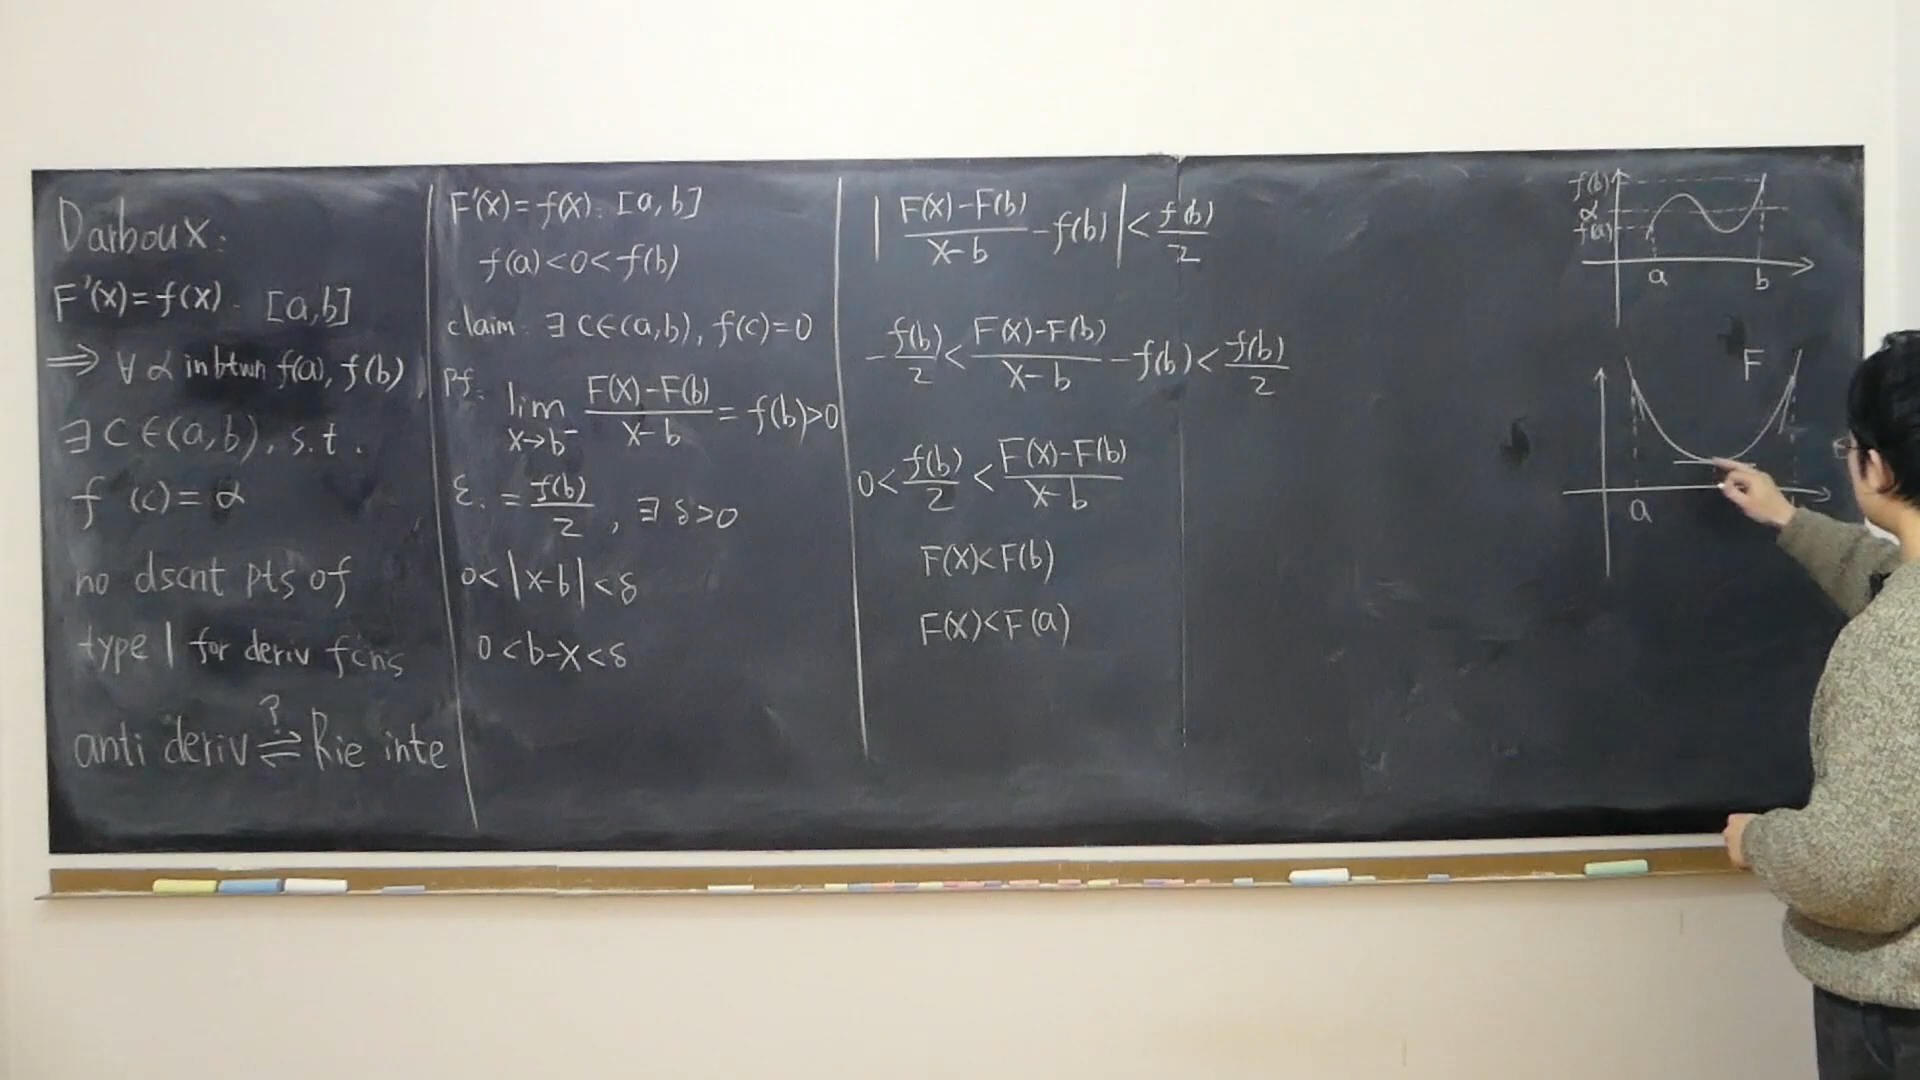 Darboux:
F'(x)=f(x). [a,b]
⇒ ∀ α in btwn f(a), f(b)
∃ C∈(a,b), s.t.
f (c)= α
no dscnt pts of
type 1 for deriv fcns
?
anti deriv ⇌ Rie inte
F'(x)=f(x). [a,b]
f(a)<0<f(b)
claim. ∃ C∈(a,b), f(c)=0
Pf. lim x→b⁻ (F(x)-F(b))/(x-b) = f(b)>0
ε. = f(b)/2, ∃ δ>0
0<|x-b|<δ
0<b-x<δ
|(F(x)-F(b))/(x-b) - f(b)| < f(b)/2
-f(b)/2 < (F(x)-F(b))/(x-b) - f(b) < f(b)/2
0 < f(b)/2 < (F(x)-F(b))/(x-b)
F(x)<F(b)
F(x)<F(a)
f(b)
α
f(a)
a b
F
a